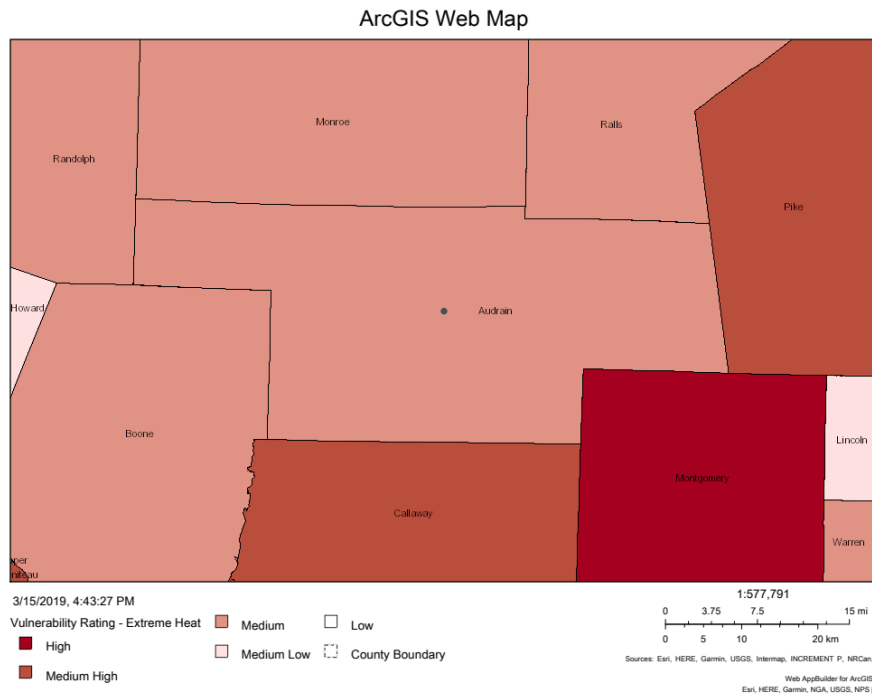 ArcGIS Web Map
Monroe
Ralls
Randolph
Pike
Howard
Audrain
Boone
Lincoln
Montgomery
Callaway
Warren
per
niteau
3/15/2019, 4:43:27 PM
Vulnerability Rating - Extreme Heat
High
Medium High
Medium
Medium Low
Low
County Boundary
1:577,791
0 3.75 7.5 15 mi
0 5 10 20 km
Sources: Esri, HERE, Garmin, USGS, Intermap, INCREMENT P, NRCan,
Web AppBuilder for ArcGIS
Esri, HERE, Garmin, NGA, USGS, NPS |